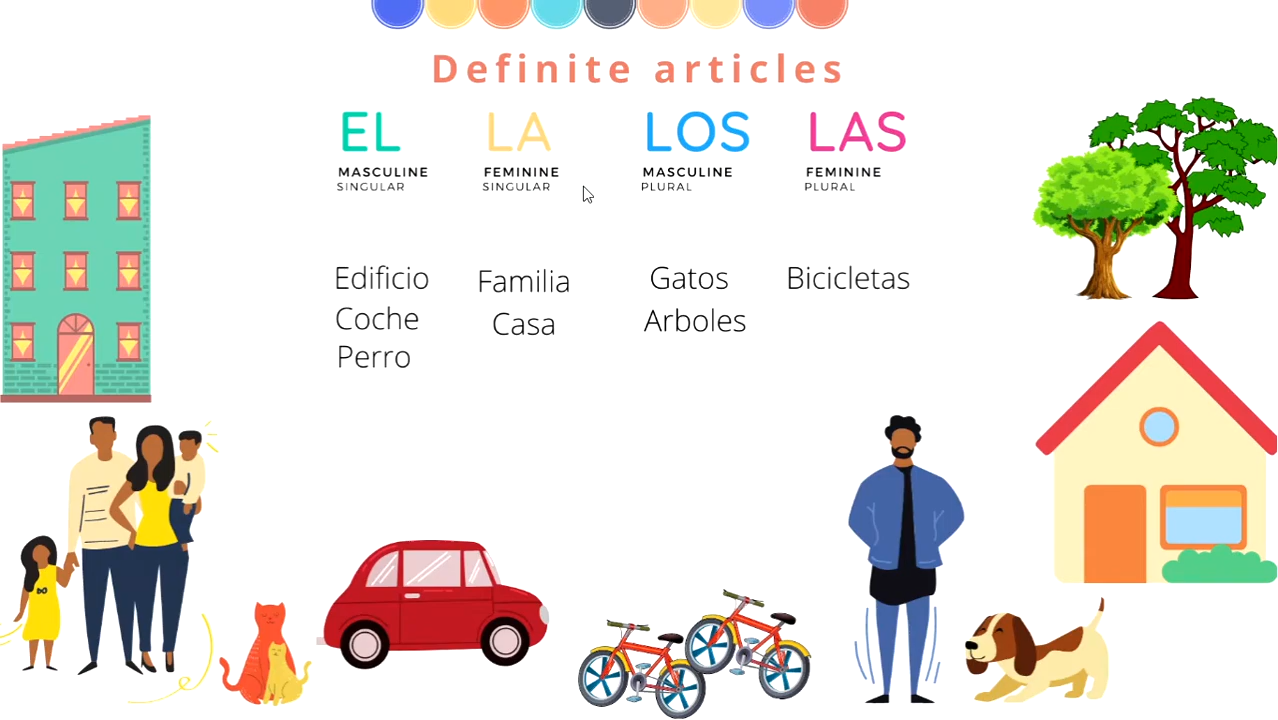 Definite articles
EL LA LOS LAS
MASCULINE FEMININE MASCULINE FEMININE
SINGULAR SINGULAR PLURAL PLURAL
Edificio Familia Gatos Bicicletas
Coche Casa Arboles
Perro